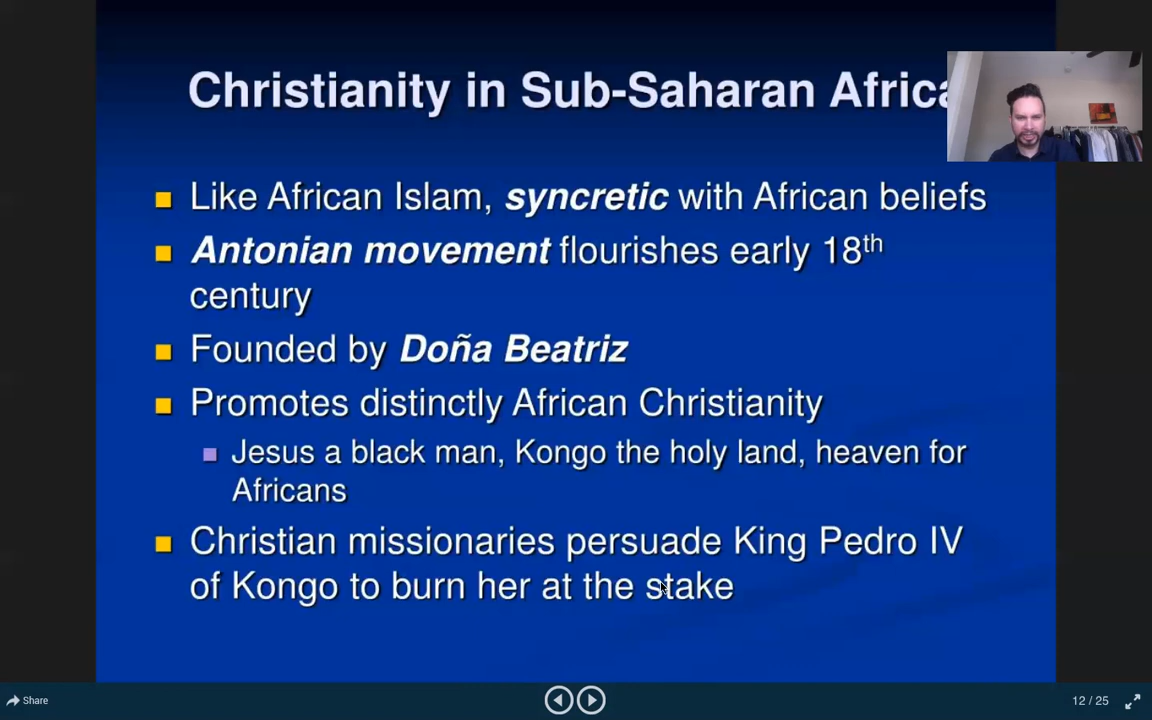 Christianity in Sub-Saharan Africa
Like African Islam, syncretic with African beliefs
Antonian movement flourishes early 18th
century
Founded by Doña Beatriz
Promotes distinctly African Christianity
Jesus a black man, Kongo the holy land, heaven for
Africans
Christian missionaries persuade King Pedro IV
of Kongo to burn her at the stake
Share
12 / 25